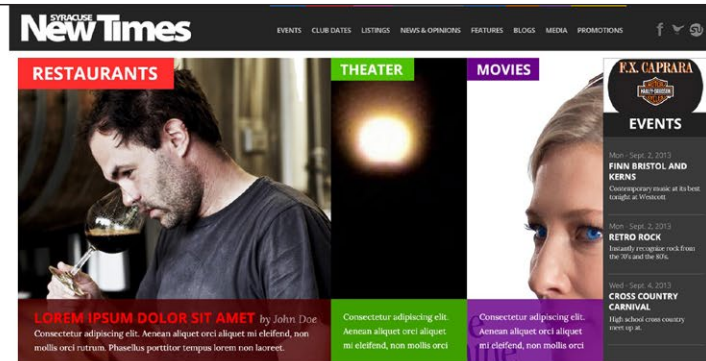 SYRACUSE
New Times
EVENTS CLUB DATES LISTINGS NEWS & OPINIONS FEATURES BLOGS MEDIA PROMOTIONS
RESTAURANTS
LOREM IPSUM DOLOR SIT AMET by John Doe
Consectetur adipiscing elit. Aenean aliquet orci aliquet mi eleifend, non
mollis orci rutrum. Phasellus porttitor tempus lorem non laoreet.
THEATER
Consectetur adipiscing elit.
Aenean aliquet orci aliquet
mi eleifend, non mollis orci
MOVIES
Consectetur adipiscing elit.
Aenean aliquet orci aliquet
mi eleifend, non mollis orci
F.X. CAPRARA
HARLEY-DAVIDSON
EVENTS
Mon - Sept. 2, 2013
FINN BRISTOL AND
KERNS
Contemporary music at its best
tonight at Westcott
Mon - Sept. 2, 2013
RETRO ROCK
Instantly recognize rock from
the 70's and the 80's.
Wed - Sept. 4, 2013
CROSS COUNTRY
CARNIVAL
High school cross country
meet up at.